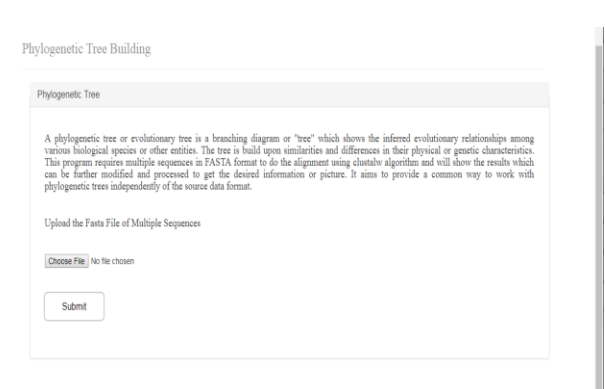 Phylogenetic Tree Building
Phylogenetic Tree
A phylogenetic tree or evolutionary tree is a branching diagram or "tree" which shows the inferred evolutionary relationships among
various biological species or other entities. The tree is build upon similarities and differences in their physical or genetic characteristics.
This program requires multiple sequences in FASTA format to do the alignment using clustalw algorithm and will show the results which
can be further modified and processed to get the desired information or picture. It aims to provide a common way to work with
phylogenetic trees independently of the source data format.
Upload the Fasta File of Multiple Sequences
Choose File No file chosen
Submit